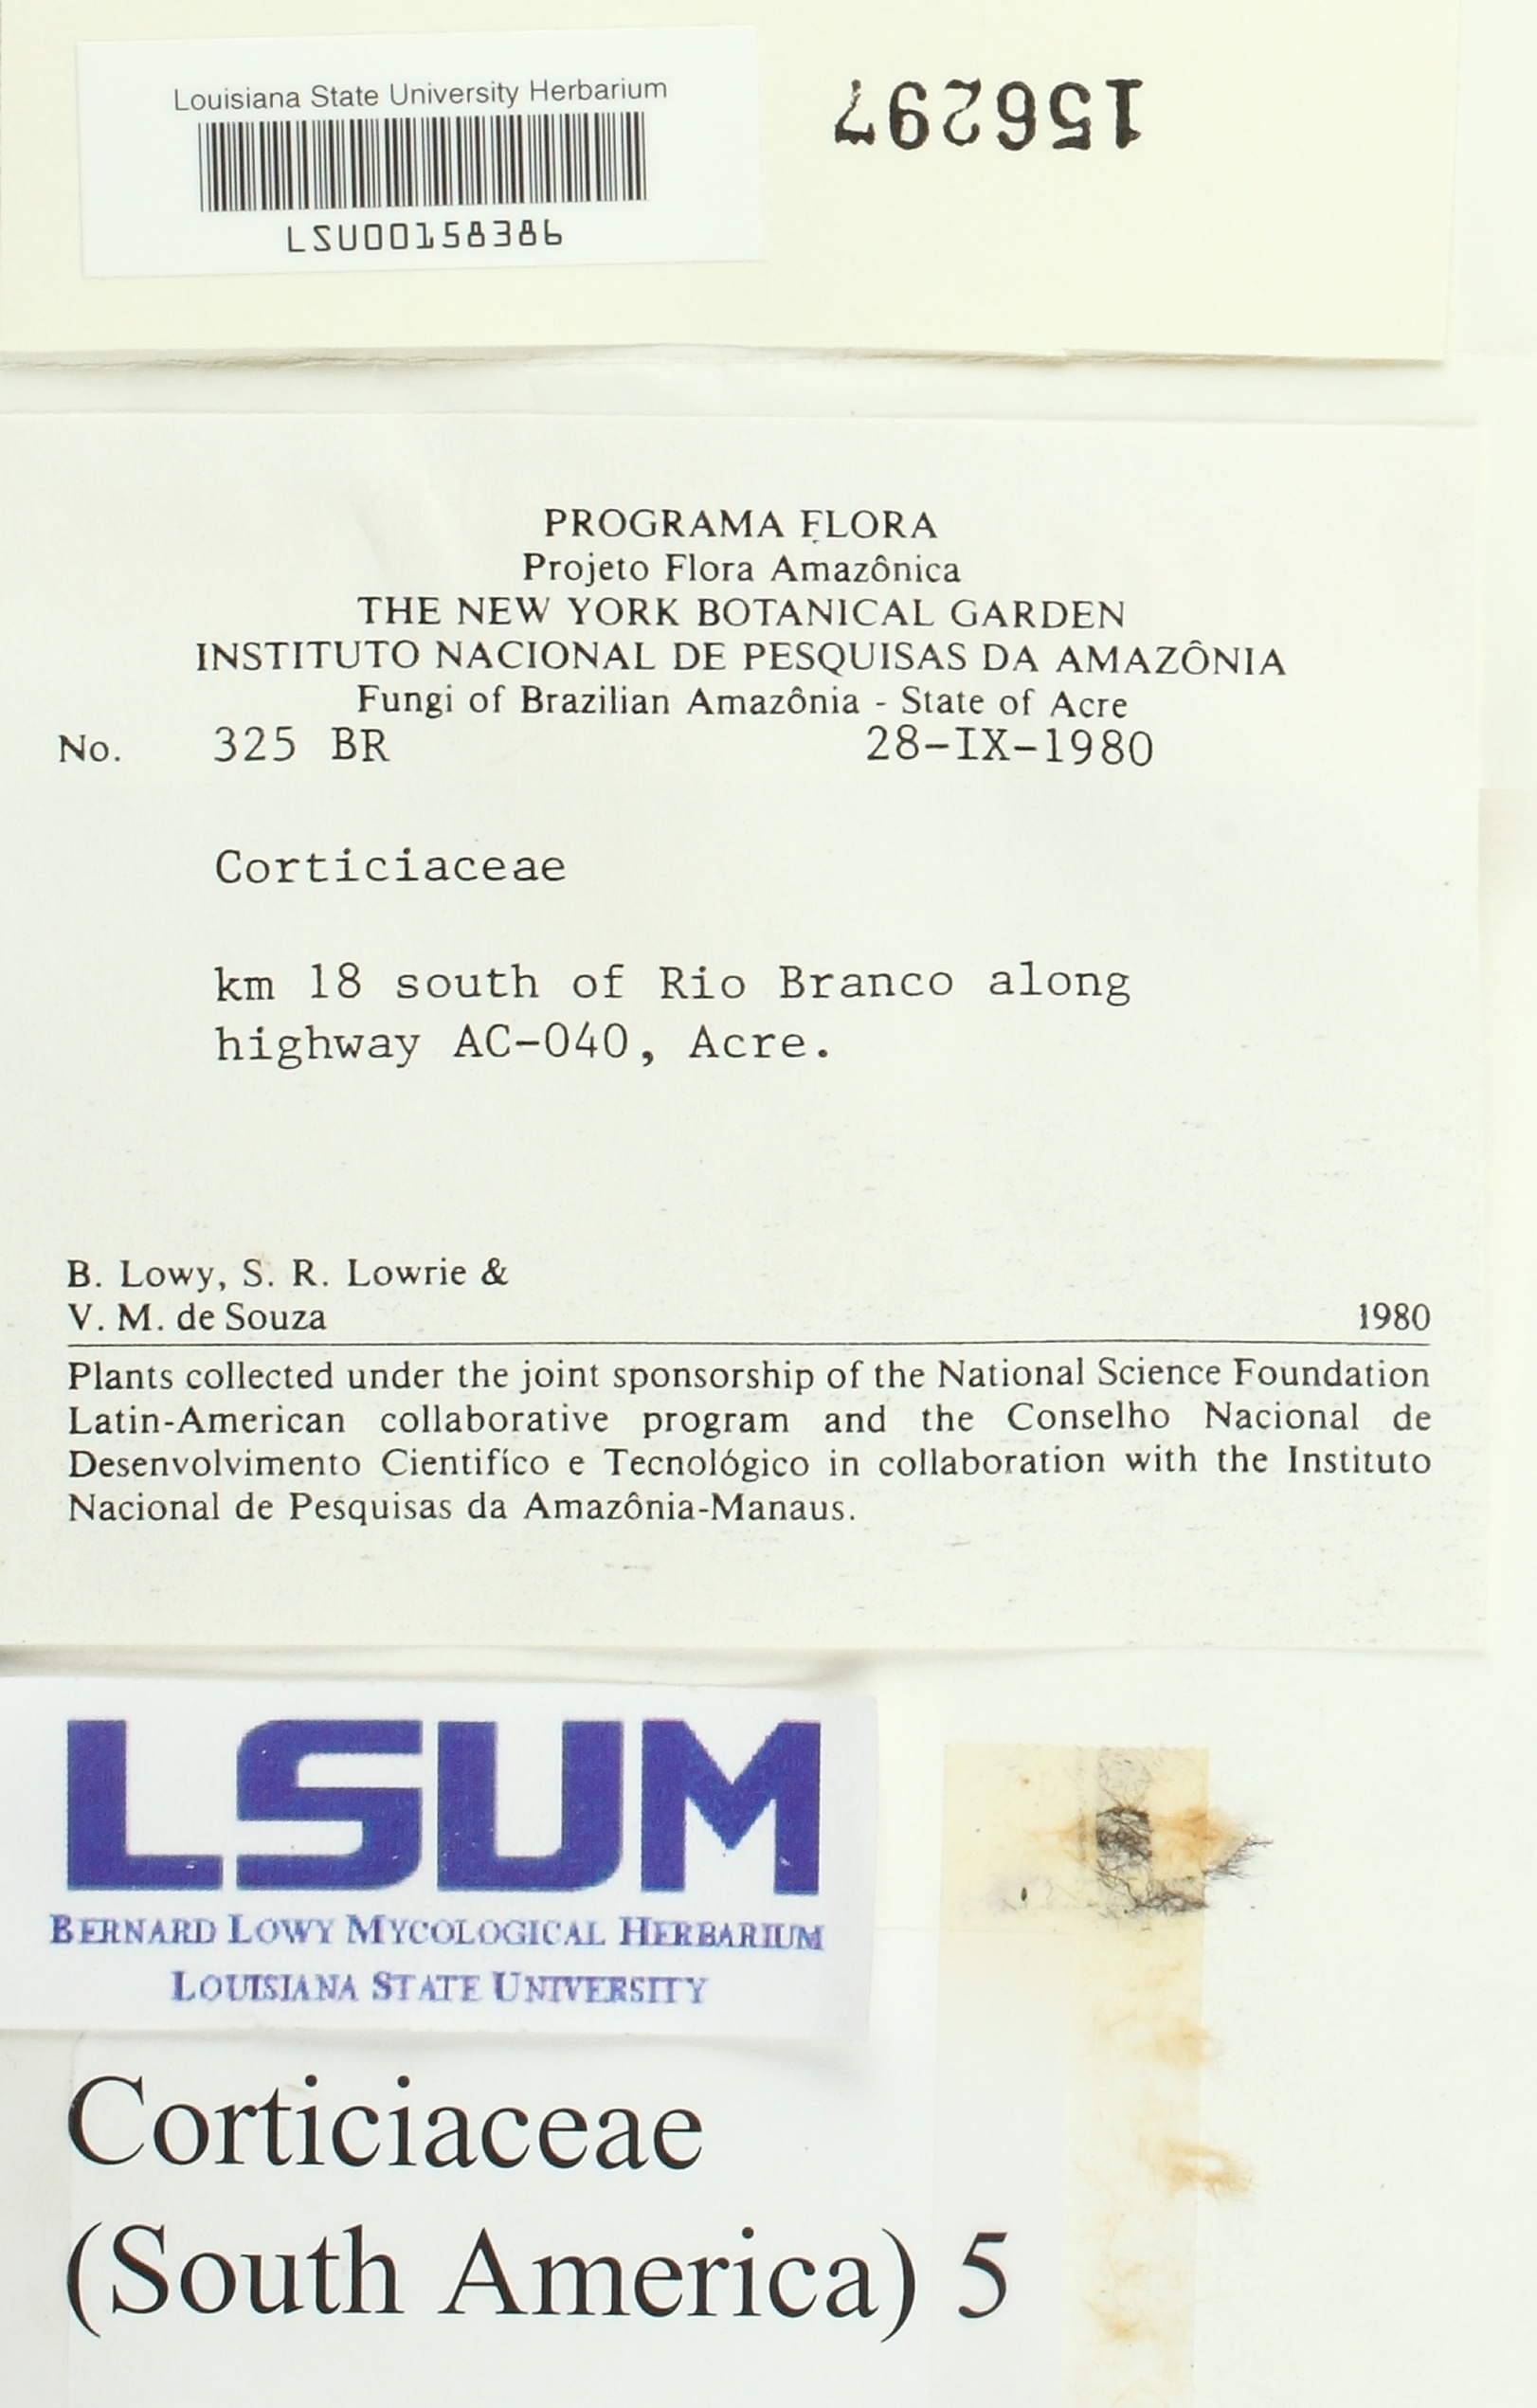 Louisiana State University Herbarium
LSU00158386
156297
PROGRAMA FLORA
Projeto Flora Amazônica
THE NEW YORK BOTANICAL GARDEN
INSTITUTO NACIONAL DE PESQUISAS DA AMAZÔNIA
Fungi of Brazilian Amazônia - State of Acre
No. 325 BR 28-IX-1980
Corticiaceae
km 18 south of Rio Branco along
highway AC-040, Acre.
B. Lowy, S. R. Lowrie &
V. M. de Souza 1980
Plants collected under the joint sponsorship of the National Science Foundation
Latin-American collaborative program and the Conselho Nacional de
Desenvolvimento Cientifíco e Tecnológico in collaboration with the Instituto
Nacional de Pesquisas da Amazônia-Manaus.
LSUM
BERNARD LOWY MYCOLOGICAL HERBARIUM
LOUISIANA STATE UNIVERSITY
Corticiaceae
(South America) 5